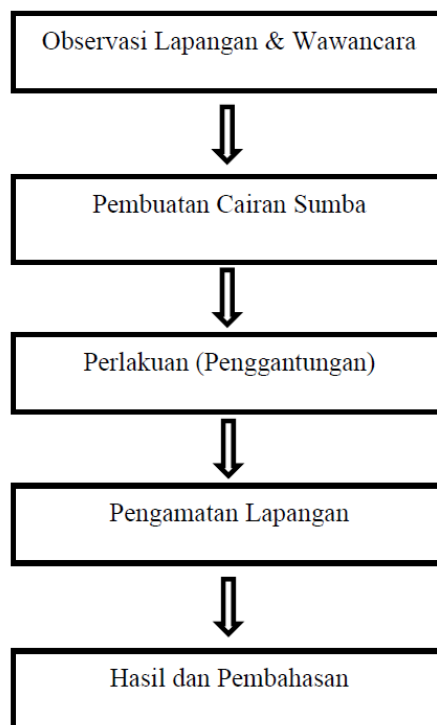 Observasi Lapangan & Wawancara
Pembuatan Cairan Sumba
Perlakuan (Penggantungan)
Pengamatan Lapangan
Hasil dan Pembahasan